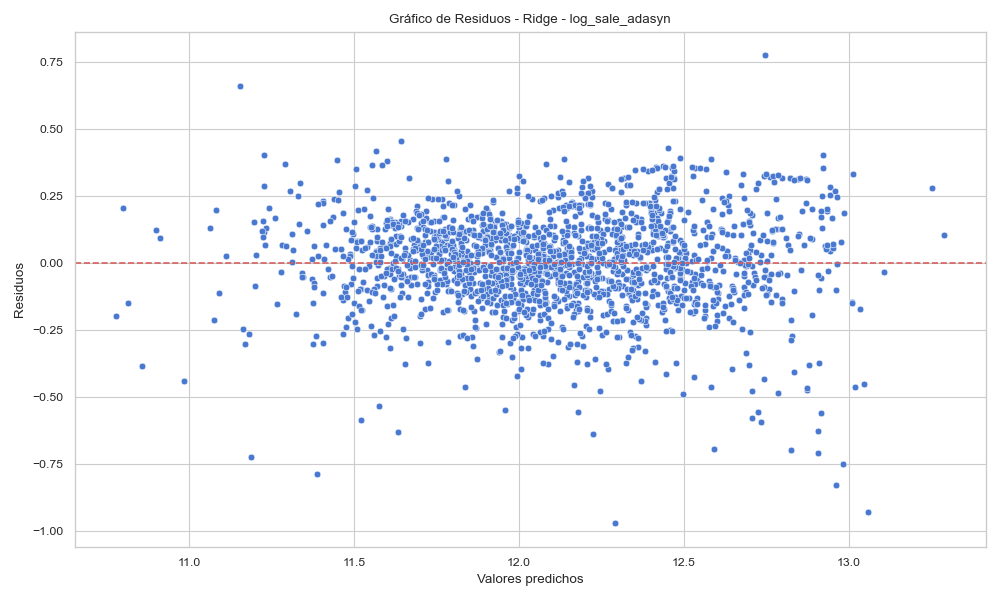 Gráfico de Residuos - Ridge - log_sale_adasyn
Residuos
0.75
0.50
0.25
0.00
−0.25
−0.50
−0.75
−1.00
11.0 11.5 12.0 12.5 13.0
Valores predichos